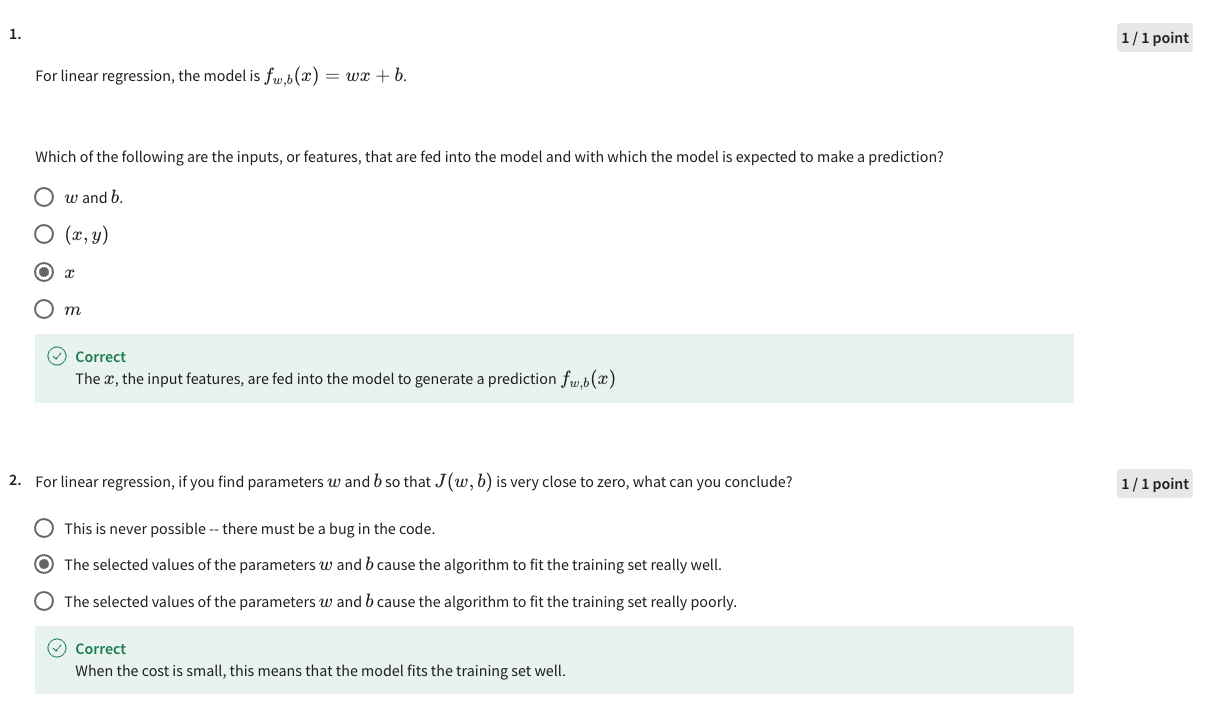 1.
1 / 1 point
For linear regression, the model is f_{w,b}(x) = wx + b.
Which of the following are the inputs, or features, that are fed into the model and with which the model is expected to make a prediction?
w and b.
(x, y)
x
m
Correct
The x, the input features, are fed into the model to generate a prediction f_{w,b}(x)
2. For linear regression, if you find parameters w and b so that J(w, b) is very close to zero, what can you conclude?
1 / 1 point
This is never possible -- there must be a bug in the code.
The selected values of the parameters w and b cause the algorithm to fit the training set really well.
The selected values of the parameters w and b cause the algorithm to fit the training set really poorly.
Correct
When the cost is small, this means that the model fits the training set well.